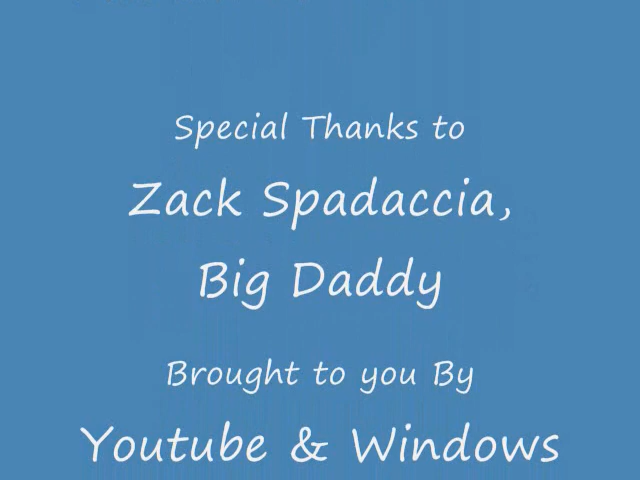 Special Thanks to
Zack Spadaccia,
Big Daddy
Brought to you By
Youtube & Windows